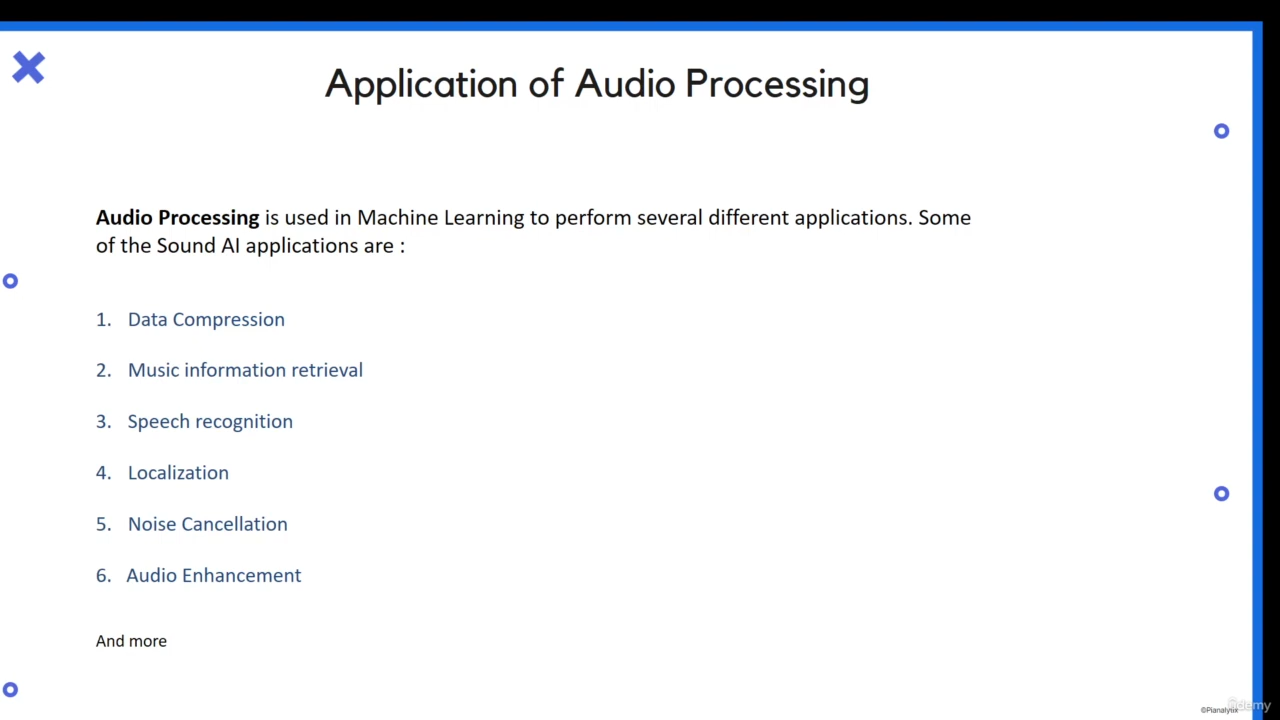 Application of Audio Processing
Audio Processing is used in Machine Learning to perform several different applications. Some
of the Sound AI applications are :
1. Data Compression
2. Music information retrieval
3. Speech recognition
4. Localization
5. Noise Cancellation
6. Audio Enhancement
And more
©Pianalytix
Udemy